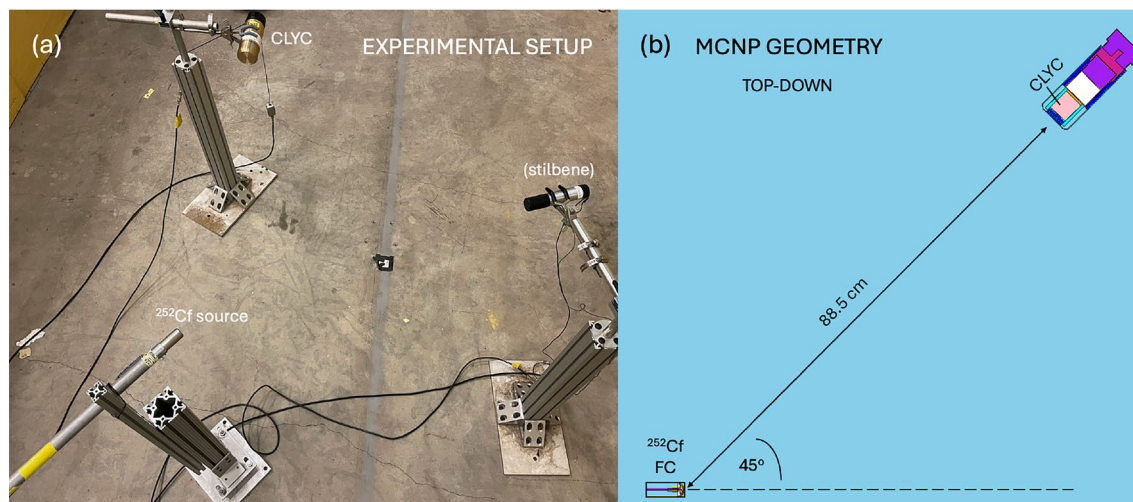 (a)
CLYC
EXPERIMENTAL SETUP
(stilbene)
²⁵²Cf source
(b)
MCNP GEOMETRY
TOP-DOWN
CLYC
88.5 cm
²⁵²Cf
FC
45°